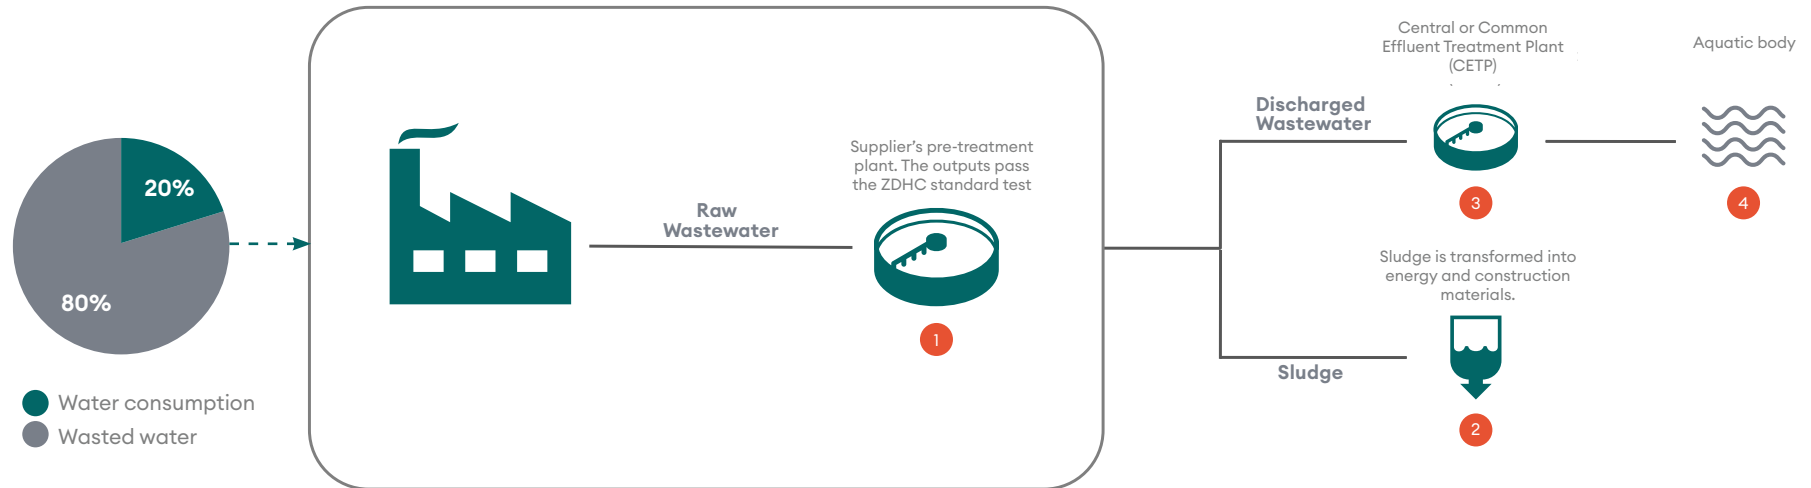 20%
80%
Water consumption
Wasted water
Raw
Wastewater
Supplier’s pre-treatment
plant. The outputs pass
the ZDHC standard test
1
Discharged
Wastewater
Central or Common
Effluent Treatment Plant
(CETP)
3
Aquatic body
4
Sludge
Sludge is transformed into
energy and construction
materials.
2